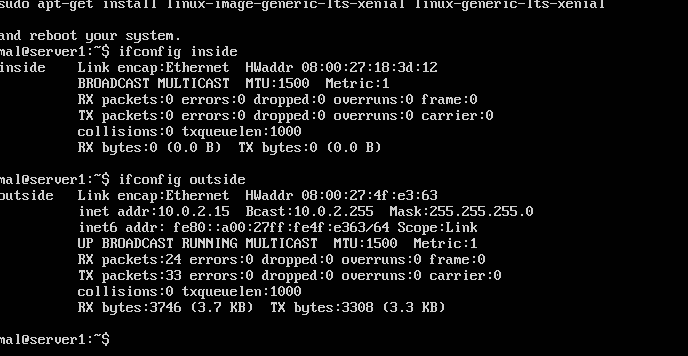 sudo apt-get install linux-image-generic-lts-xenial linux-generic-lts-xenial
and reboot your system.
mal@server1:~$ ifconfig inside
inside    Link encap:Ethernet  HWaddr 08:00:27:18:3d:12
          BROADCAST MULTICAST  MTU:1500  Metric:1
          RX packets:0 errors:0 dropped:0 overruns:0 frame:0
          TX packets:0 errors:0 dropped:0 overruns:0 carrier:0
          collisions:0 txqueuelen:1000
          RX bytes:0 (0.0 B)  TX bytes:0 (0.0 B)
mal@server1:~$ ifconfig outside
outside   Link encap:Ethernet  HWaddr 08:00:27:4f:e3:63
          inet addr:10.0.2.15  Bcast:10.0.2.255  Mask:255.255.255.0
          inet6 addr: fe80::a00:27ff:fe4f:e363/64 Scope:Link
          UP BROADCAST RUNNING MULTICAST  MTU:1500  Metric:1
          RX packets:24 errors:0 dropped:0 overruns:0 frame:0
          TX packets:33 errors:0 dropped:0 overruns:0 carrier:0
          collisions:0 txqueuelen:1000
          RX bytes:3746 (3.7 KB)  TX bytes:3308 (3.3 KB)
mal@server1:~$